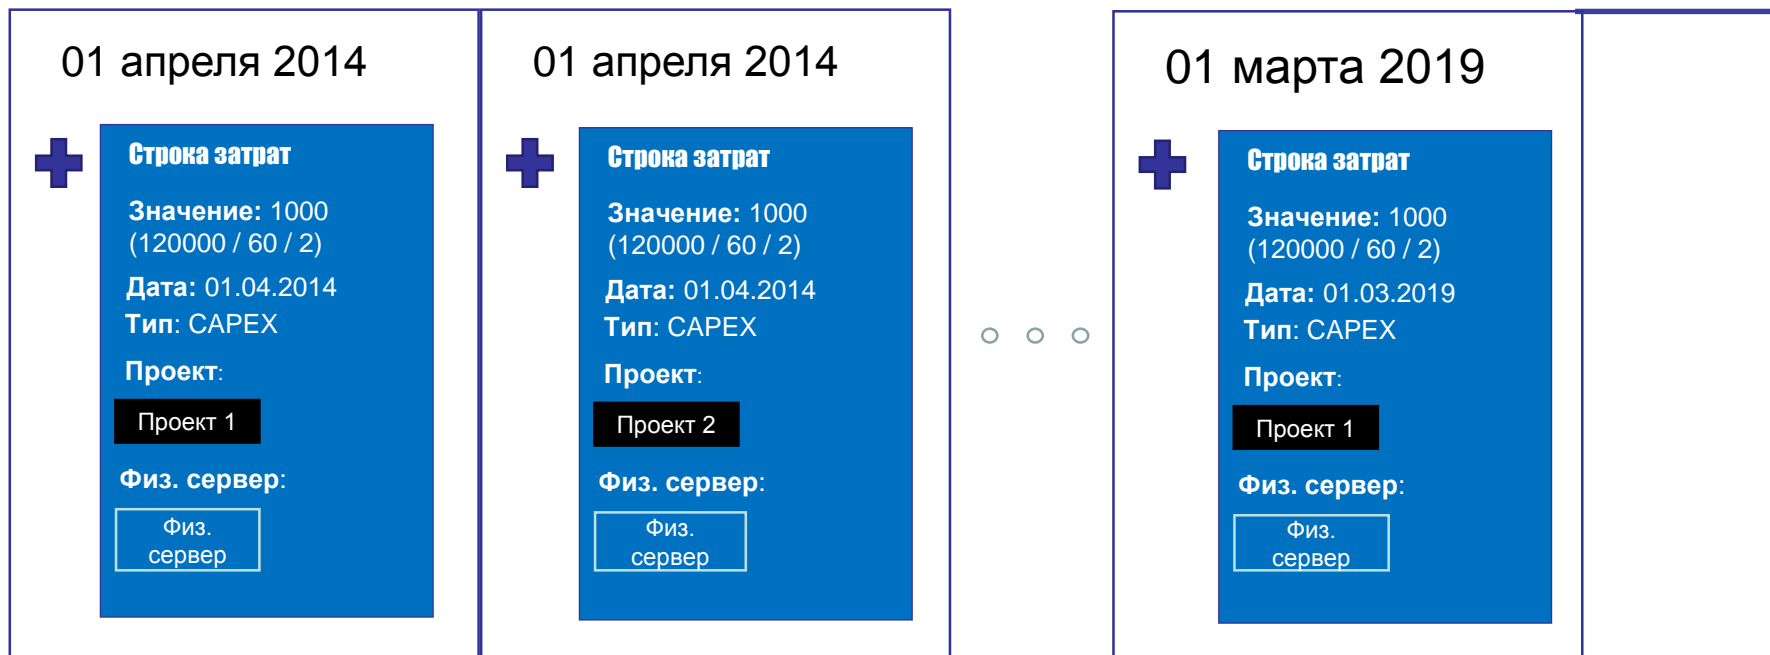 01 апреля 2014
Строка затрат
Значение: 1000
(120000 / 60 / 2)
Дата: 01.04.2014
Тип: CAPEX
Проект:
Проект 1
Физ. сервер:
Физ.
сервер
01 апреля 2014
Строка затрат
Значение: 1000
(120000 / 60 / 2)
Дата: 01.04.2014
Тип: CAPEX
Проект:
Проект 2
Физ. сервер:
Физ.
сервер
01 марта 2019
Строка затрат
Значение: 1000
(120000 / 60 / 2)
Дата: 01.03.2019
Тип: CAPEX
Проект:
Проект 1
Физ. сервер:
Физ.
сервер